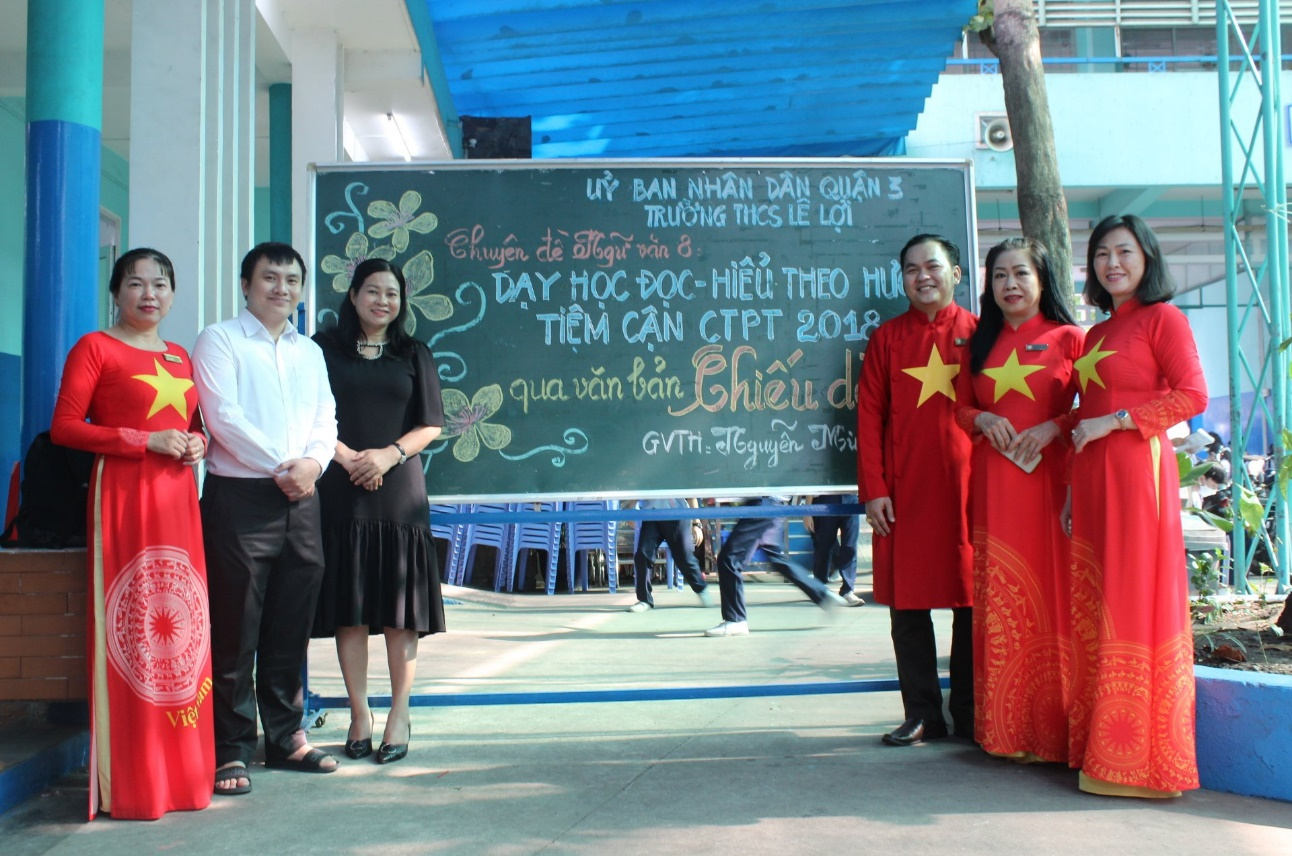 UỶ BAN NHÂN DÂN QUẬN 3
TRƯỜNG THCS LÊ LỢI
Chuyên đề Ngữ văn 8:
DẠY HỌC ĐỌC-HIỂU THEO
TIỆM CẬN CTPT 2018
qua văn bản Chiếu
GVTH: Nguyễn
Việt Nam